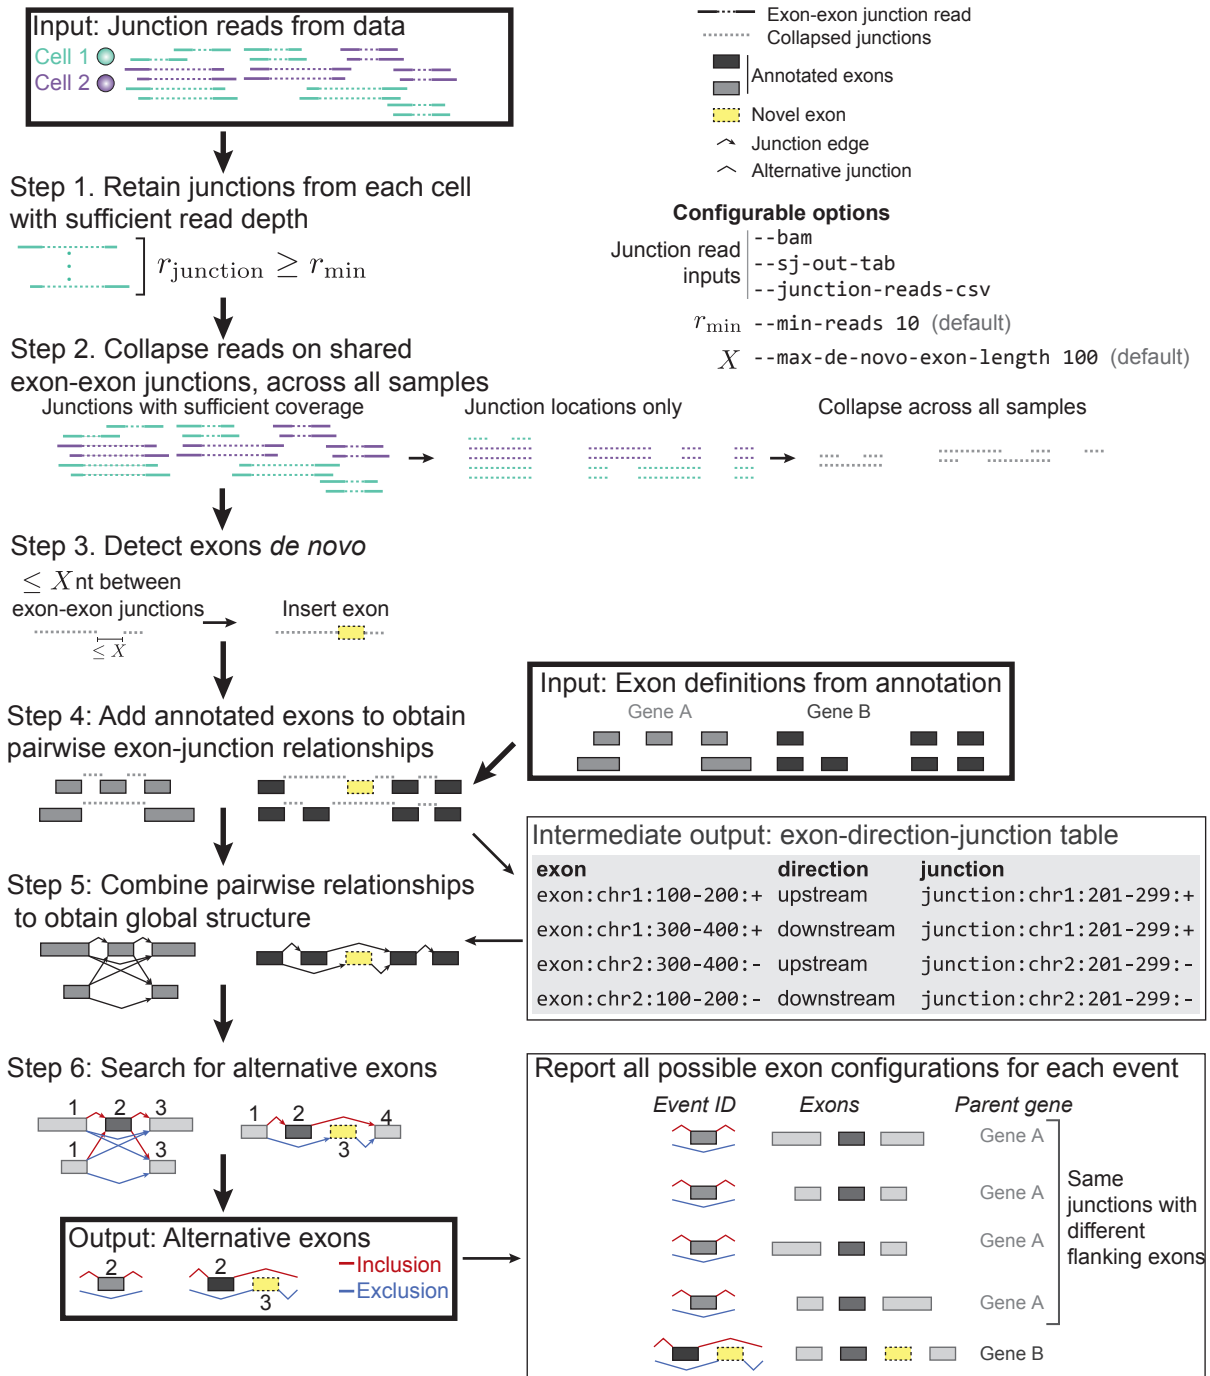 Input: Junction reads from data
Cell 1
Cell 2
Exon-exon junction read
Collapsed junctions
Annotated exons
Novel exon
Junction edge
Alternative junction
Step 1. Retain junctions from each cell
with sufficient read depth
r_junction ≥ r_min
Configurable options
Junction read
inputs
--bam
--sj-out-tab
--junction-reads-csv
r_min --min-reads 10 (default)
X --max-de-novo-exon-length 100 (default)
Step 2. Collapse reads on shared
exon-exon junctions, across all samples
Junctions with sufficient coverage
Junction locations only
Collapse across all samples
Step 3. Detect exons de novo
≤ X nt between
exon-exon junctions
Insert exon
≤ X
Input: Exon definitions from annotation
Gene A
Gene B
Step 4: Add annotated exons to obtain
pairwise exon-junction relationships
Intermediate output: exon-direction-junction table
exon direction junction
exon:chr1:100-200:+ upstream junction:chr1:201-299:+
exon:chr1:300-400:+ downstream junction:chr1:201-299:+
exon:chr2:300-400:- upstream junction:chr2:201-299:-
exon:chr2:100-200:- downstream junction:chr2:201-299:-
Step 5: Combine pairwise relationships
to obtain global structure
Step 6: Search for alternative exons
1 2 3
1 3
1 2 4
3
Output: Alternative exons
2
2
3
Inclusion
Exclusion
Report all possible exon configurations for each event
Event ID Exons Parent gene
Gene A
Gene A
Gene A
Gene A
Same
junctions with
different
flanking exons
Gene B